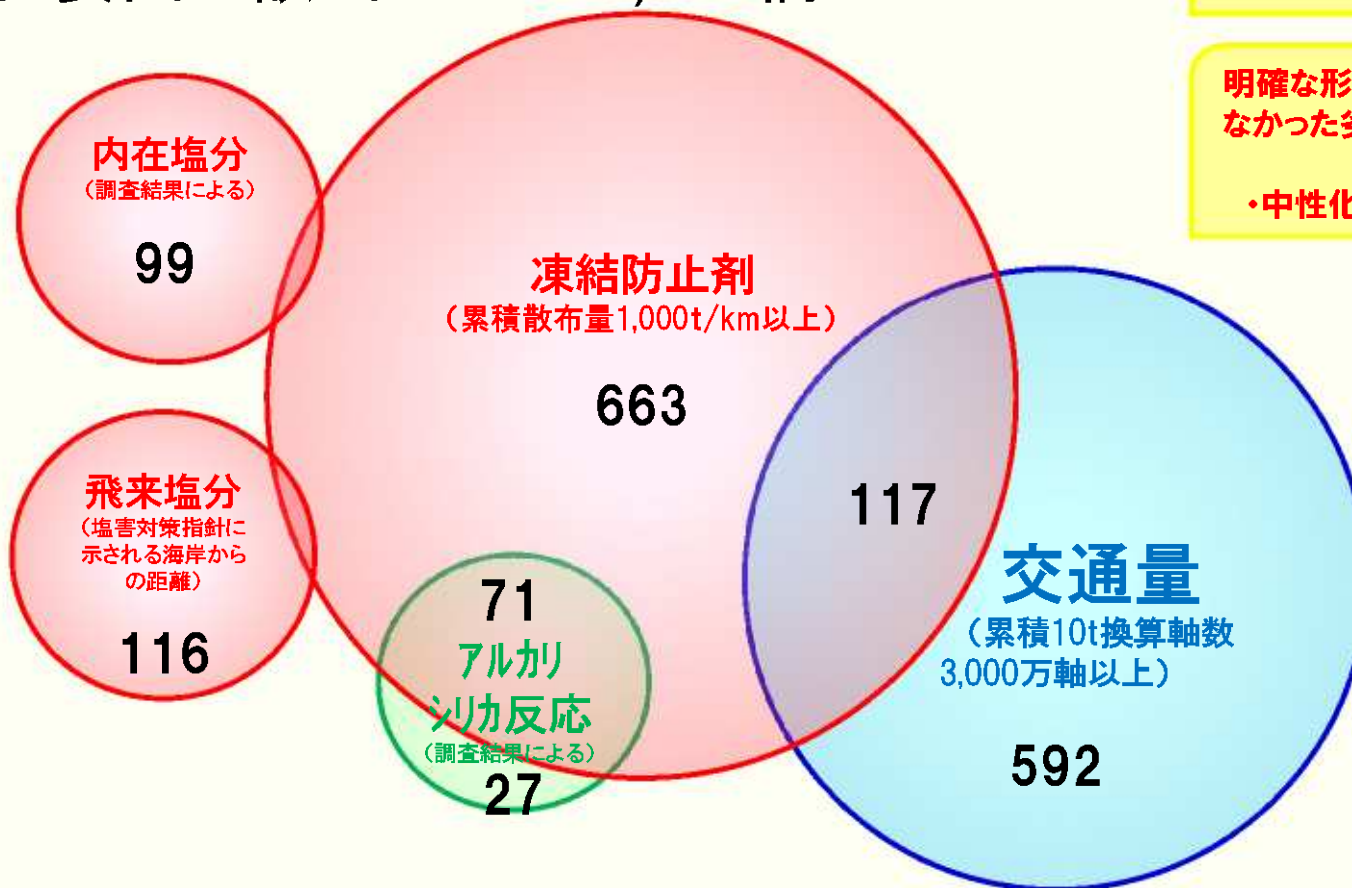 明確な形
なかった
・中性化
内在塩分
（調査結果による）
99
凍結防止剤
（累積散布量1,000t/km以上）
663
117
飛来塩分
（塩害対策指針に
示される海岸から
の距離）
116
71
アルカリ
シリカ反応
（調査結果による）
27
交通量
（累積10t換算軸数
3,000万軸以上）
592